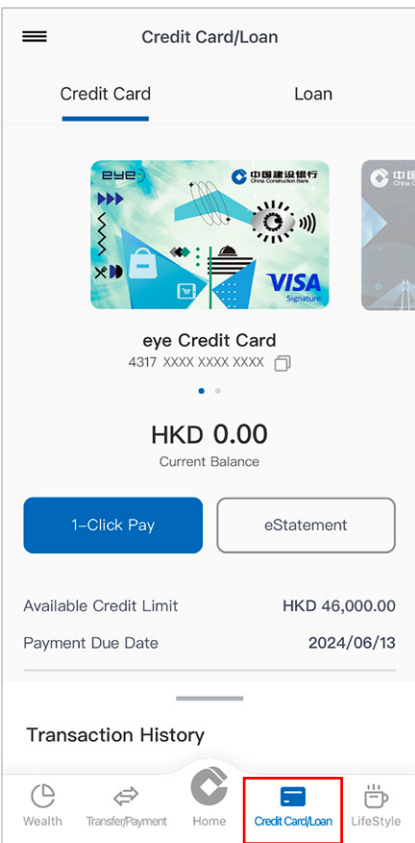 Credit Card/Loan
Credit Card
Loan
eye
中国建设银行
China Construction Bank
VISA
Signature
eye Credit Card
4317 XXXX XXXX XXXX
HKD 0.00
Current Balance
1-Click Pay
eStatement
Available Credit Limit
HKD 46,000.00
Payment Due Date
2024/06/13
Transaction History
Wealth
Transfer/Payment
Home
Credit Card/Loan
LifeStyle